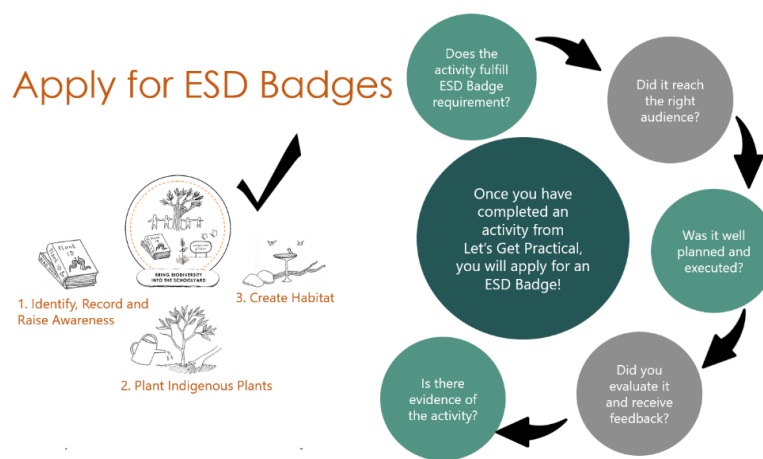 Apply for ESD Badges
Plant
ID
BRING BIODIVERSITY
INTO THE SCHOOLYARD
1. Identify, Record and
Raise Awareness
3. Create Habitat
2. Plant Indigenous Plants
Does the
activity fulfill
ESD Badge
requirement?
Did it reach
the right
audience?
Once you have
completed an
activity from
Let's Get Practical,
you will apply for an
ESD Badge!
Was it well
planned and
executed?
Did you
evaluate it
and receive
feedback?
Is there
evidence of
the activity?